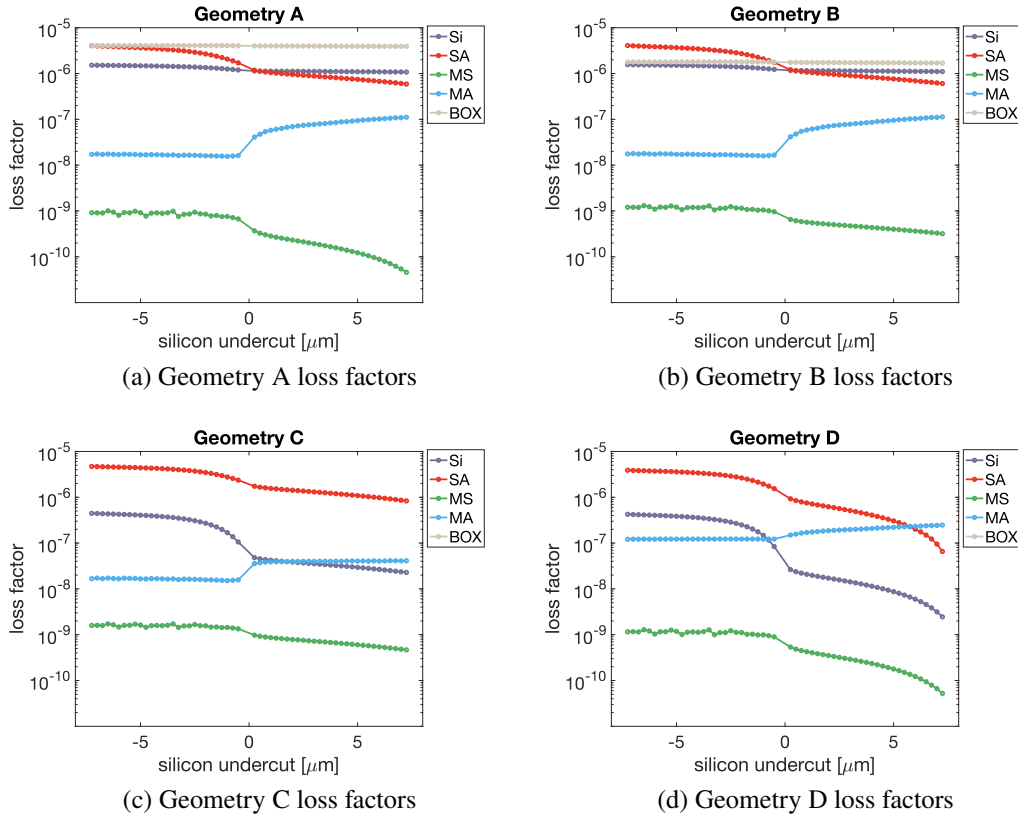 Geometry A
10^-5
10^-6
10^-7
10^-8
10^-9
10^-10
loss factor
-5 0 5
silicon undercut [μm]
Si
SA
MS
MA
BOX
(a) Geometry A loss factors
Geometry B
10^-5
10^-6
10^-7
10^-8
10^-9
10^-10
loss factor
-5 0 5
silicon undercut [μm]
Si
SA
MS
MA
BOX
(b) Geometry B loss factors
Geometry C
10^-5
10^-6
10^-7
10^-8
10^-9
10^-10
loss factor
-5 0 5
silicon undercut [μm]
Si
SA
MS
MA
BOX
(c) Geometry C loss factors
Geometry D
10^-5
10^-6
10^-7
10^-8
10^-9
10^-10
loss factor
-5 0 5
silicon undercut [μm]
Si
SA
MS
MA
BOX
(d) Geometry D loss factors